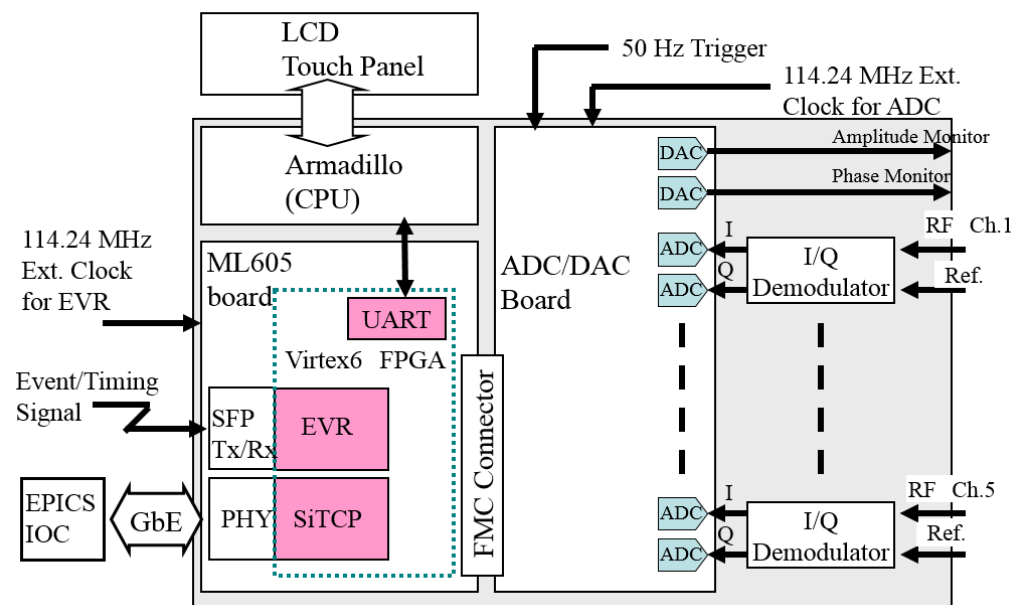 LCD
Touch Panel
50 Hz Trigger
114.24 MHz Ext.
Clock for ADC
Armadillo
(CPU)
DAC
Amplitude Monitor
DAC
Phase Monitor
114.24 MHz
Ext. Clock
for EVR
ML605
board
ADC/DAC
Board
ADC
I
ADC
Q
I/Q
Demodulator
RF Ch.1
Ref.
UART
Virtex6 FPGA
Event/Timing
Signal
SFP
Tx/Rx
EVR
FMC Connector
EPICS
IOC
GbE
PHY
SiTCP
ADC
I
ADC
Q
I/Q
Demodulator
RF Ch.5
Ref.